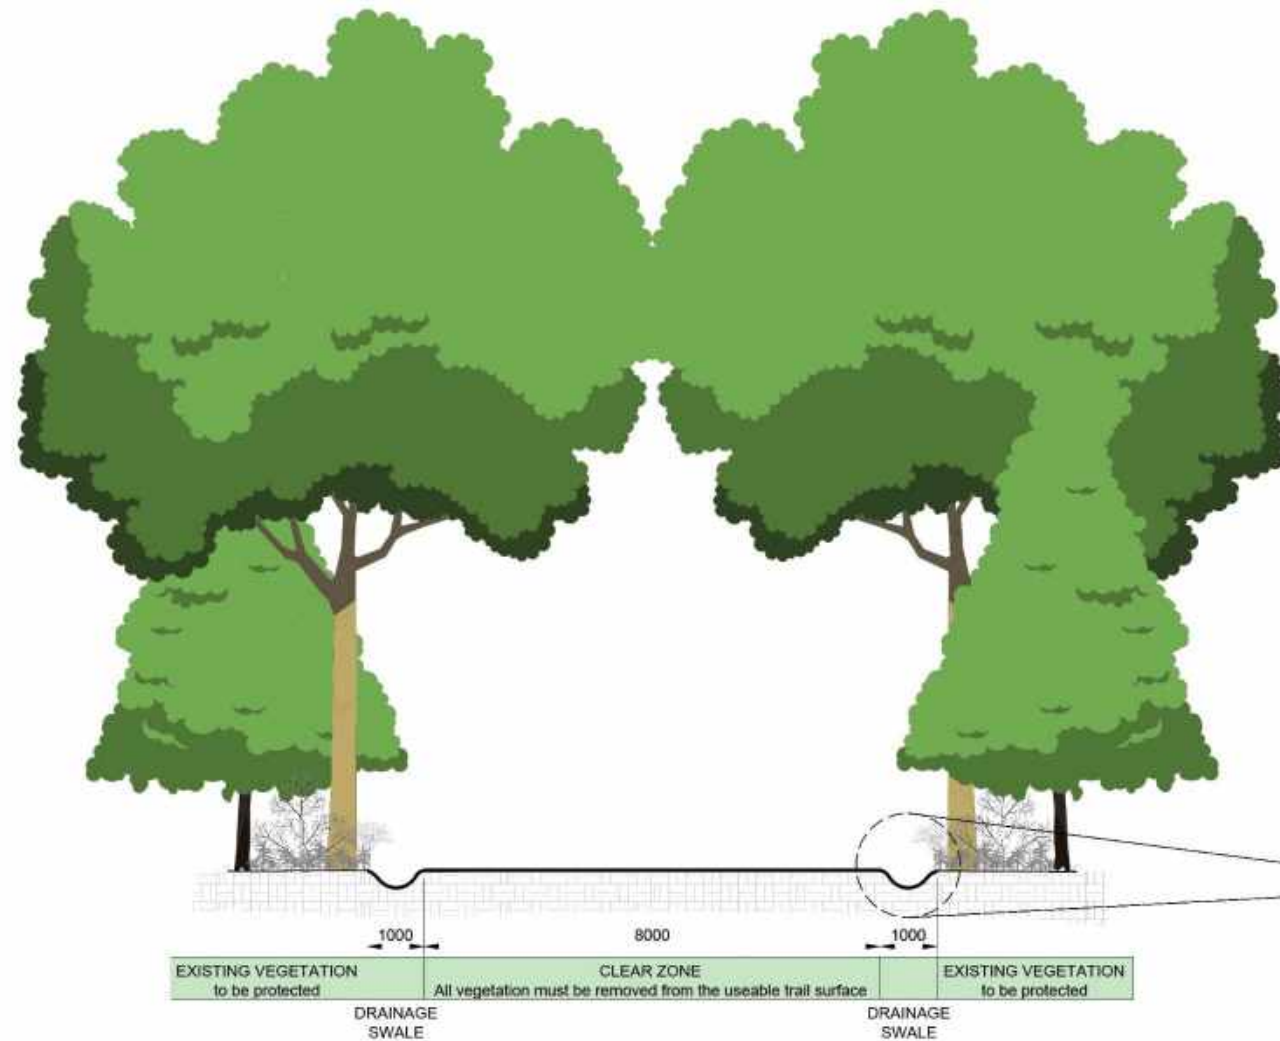 1000
8000
1000
EXISTING VEGETATION
to be protected
CLEAR ZONE
All vegetation must be removed from the useable trail surface
EXISTING VEGETATION
to be protected
DRAINAGE
SWALE
DRAINAGE
SWALE